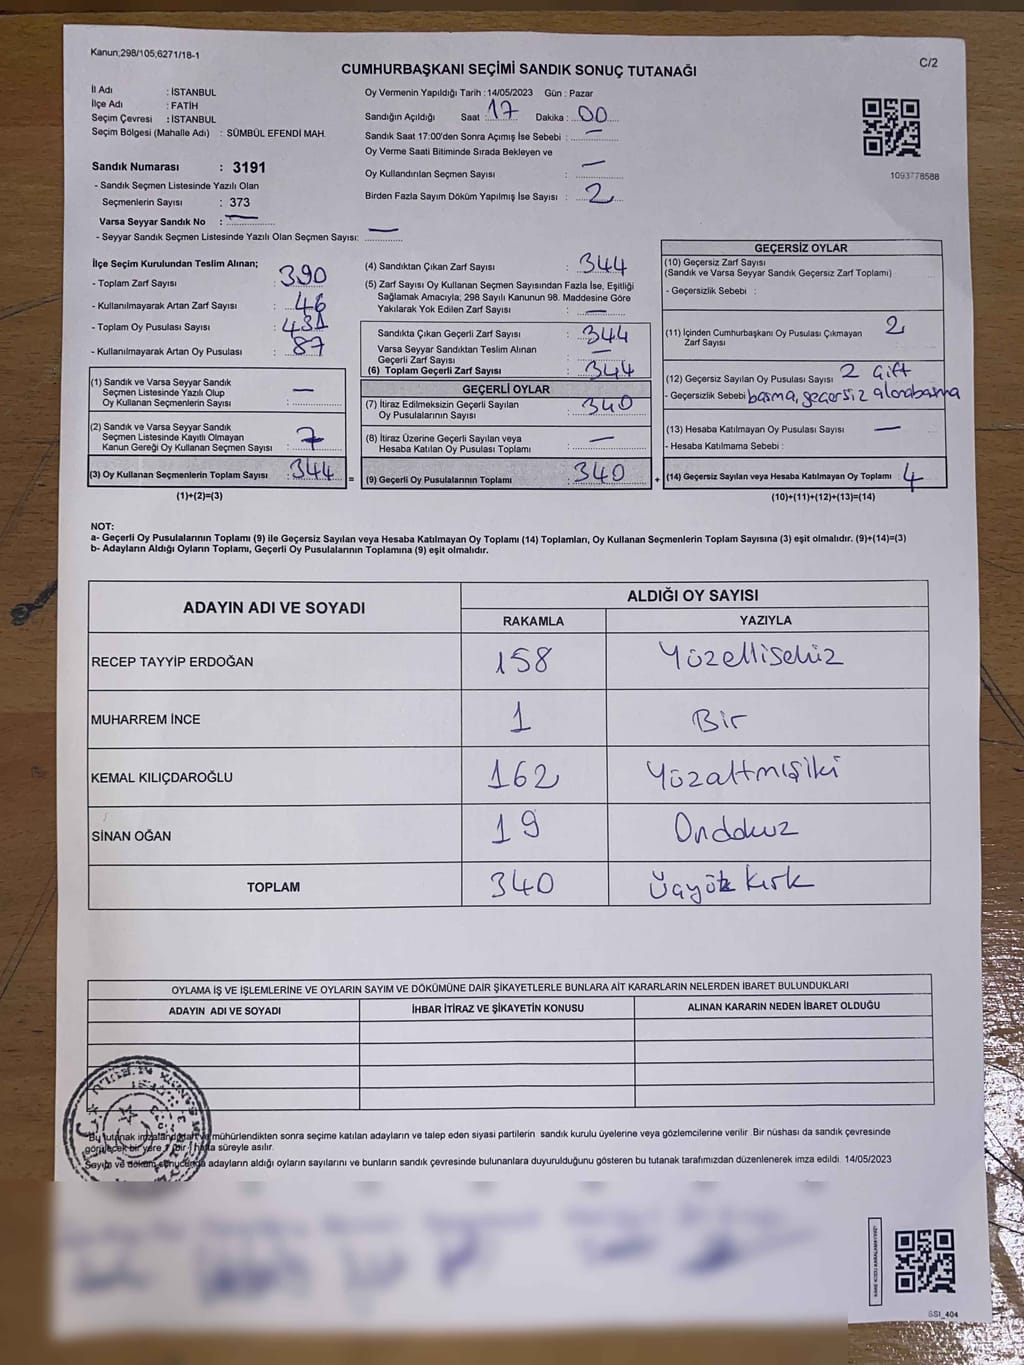 Kanun,298/105,6271/18-1
C/2
CUMHURBAŞKANI SEÇİMİ SANDIK SONUÇ TUTANAĞI
İl Adı : İSTANBUL
İlçe Adı : FATİH
Seçim Çevresi : İSTANBUL
Seçim Bölgesi (Mahalle Adı) : SÜMBÜL EFENDİ MAH.
Sandık Numarası : 3191
- Sandık Seçmen Listesinde Yazılı Olan
Seçmenlerin Sayısı : 373
Varsa Seyyar Sandık No : —
- Seyyar Sandık Seçmen Listesinde Yazılı Olan Seçmen Sayısı: —
Oy Vermenin Yapıldığı Tarih : 14/05/2023 Gün : Pazar
Sandığın Açıldığı Saat : 17 Dakika : 00
Sandık Saat 17:00'den Sonra Açımış İse Sebebi : —
Oy Verme Saati Bitiminde Sırada Bekleyen ve
Oy Kullandırılan Seçmen Sayısı : —
Birden Fazla Sayım Döküm Yapılmış İse Sayısı : 2
1093778588
İlçe Seçim Kurulundan Teslim Alınan;
- Toplam Zarf Sayısı : 390
- Kullanılmayarak Artan Zarf Sayısı : 46
- Toplam Oy Pusulası Sayısı : 431
- Kullanılmayarak Artan Oy Pusulası : 87
(1) Sandık ve Varsa Seyyar Sandık
Seçmen Listesinde Yazılı Olup
Oy Kullanan Seçmenlerin Sayısı : —
(2) Sandık ve Varsa Seyyar Sandık
Seçmen Listesinde Kayıtlı Olmayan
Kanun Gereği Oy Kullanan Seçmen Sayısı : 7
(3) Oy Kullanan Seçmenlerin Toplam Sayısı : 344
(1)+(2)=(3)
(4) Sandıktan Çıkan Zarf Sayısı : 344
(5) Zarf Sayısı Oy Kullanan Seçmen Sayısından Fazla İse, Eşitliği
Sağlamak Amacıyla; 298 Sayılı Kanunun 98. Maddesine Göre
Yakılarak Yok Edilen Zarf Sayısı : —
Sandıkta Çıkan Geçerli Zarf Sayısı : 344
Varsa Seyyar Sandıktan Teslim Alınan
Geçerli Zarf Sayısı : —
(6) Toplam Geçerli Zarf Sayısı : 344
GEÇERLİ OYLAR
(7) İtiraz Edilmeksizin Geçerli Sayılan
Oy Pusulalarının Sayısı : 340
(8) İtiraz Üzerine Geçerli Sayılan veya
Hesaba Katılan Oy Pusulası Toplamı : —
= (9) Geçerli Oy Pusulalarının Toplamı : 340
GEÇERSİZ OYLAR
(10) Geçersiz Zarf Sayısı
(Sandık ve Varsa Seyyar Sandık Geçersiz Zarf Toplamı)
- Geçersizlik Sebebi :
(11) İçinden Cumhurbaşkanı Oy Pusulası Çıkmayan 2
Zarf Sayısı
(12) Geçersiz Sayılan Oy Pusulası Sayısı 2 Çift
- Geçersizlik Sebebi basma, geçersiz alana basma
(13) Hesaba Katılmayan Oy Pusulası Sayısı —
- Hesaba Katılmama Sebebi :
+ (14) Geçersiz Sayılan veya Hesaba Katılmayan Oy Toplamı 4
(10)+(11)+(12)+(13)=(14)
NOT:
a- Geçerli Oy Pusulalarının Toplamı (9) ile Geçersiz Sayılan veya Hesaba Katılmayan Oy Toplamı (14) Toplamları, Oy Kullanan Seçmenlerin Toplam Sayısına (3) eşit olmalıdır. (9)+(14)=(3)
b- Adayların Aldığı Oyların Toplamı, Geçerli Oy Pusulalarının Toplamına (9) eşit olmalıdır.
ADAYIN ADI VE SOYADI
ALDIĞI OY SAYISI
RAKAMLA YAZIYLA
RECEP TAYYİP ERDOĞAN 158 Yüzellisekiz
MUHARREM İNCE 1 Bir
KEMAL KILIÇDAROĞLU 162 Yüzaltmışiki
SİNAN OĞAN 19 Ondokuz
TOPLAM 340 Üçyüz kırk
OYLAMA İŞ VE İŞLEMLERİNE VE OYLARIN SAYIM VE DÖKÜMÜNE DAİR ŞİKAYETLERLE BUNLARA AİT KARARLARIN NELERDEN İBARET BULUNDUKLARI
ADAYIN ADI VE SOYADI İHBAR İTİRAZ VE ŞİKAYETİN KONUSU ALINAN KARARIN NEDEN İBARET OLDUĞU
Bu tutanak imzalandıktan ve mühürlendikten sonra seçime katılan adayların ve talep eden siyasi partilerin sandık kurulu üyelerine veya gözlemcilerine verilir. Bir nüshası da sandık çevresinde
görülecek bir yere 1 (bir) hafta süreyle asılır.
Sayım ve döküm sonucunda adayların aldığı oyların sayılarını ve bunların sandık çevresinde bulunanlara duyurulduğunu gösteren bu tutanak tarafımızdan düzenlenerek imza edildi. 14/05/2023
SSI_404